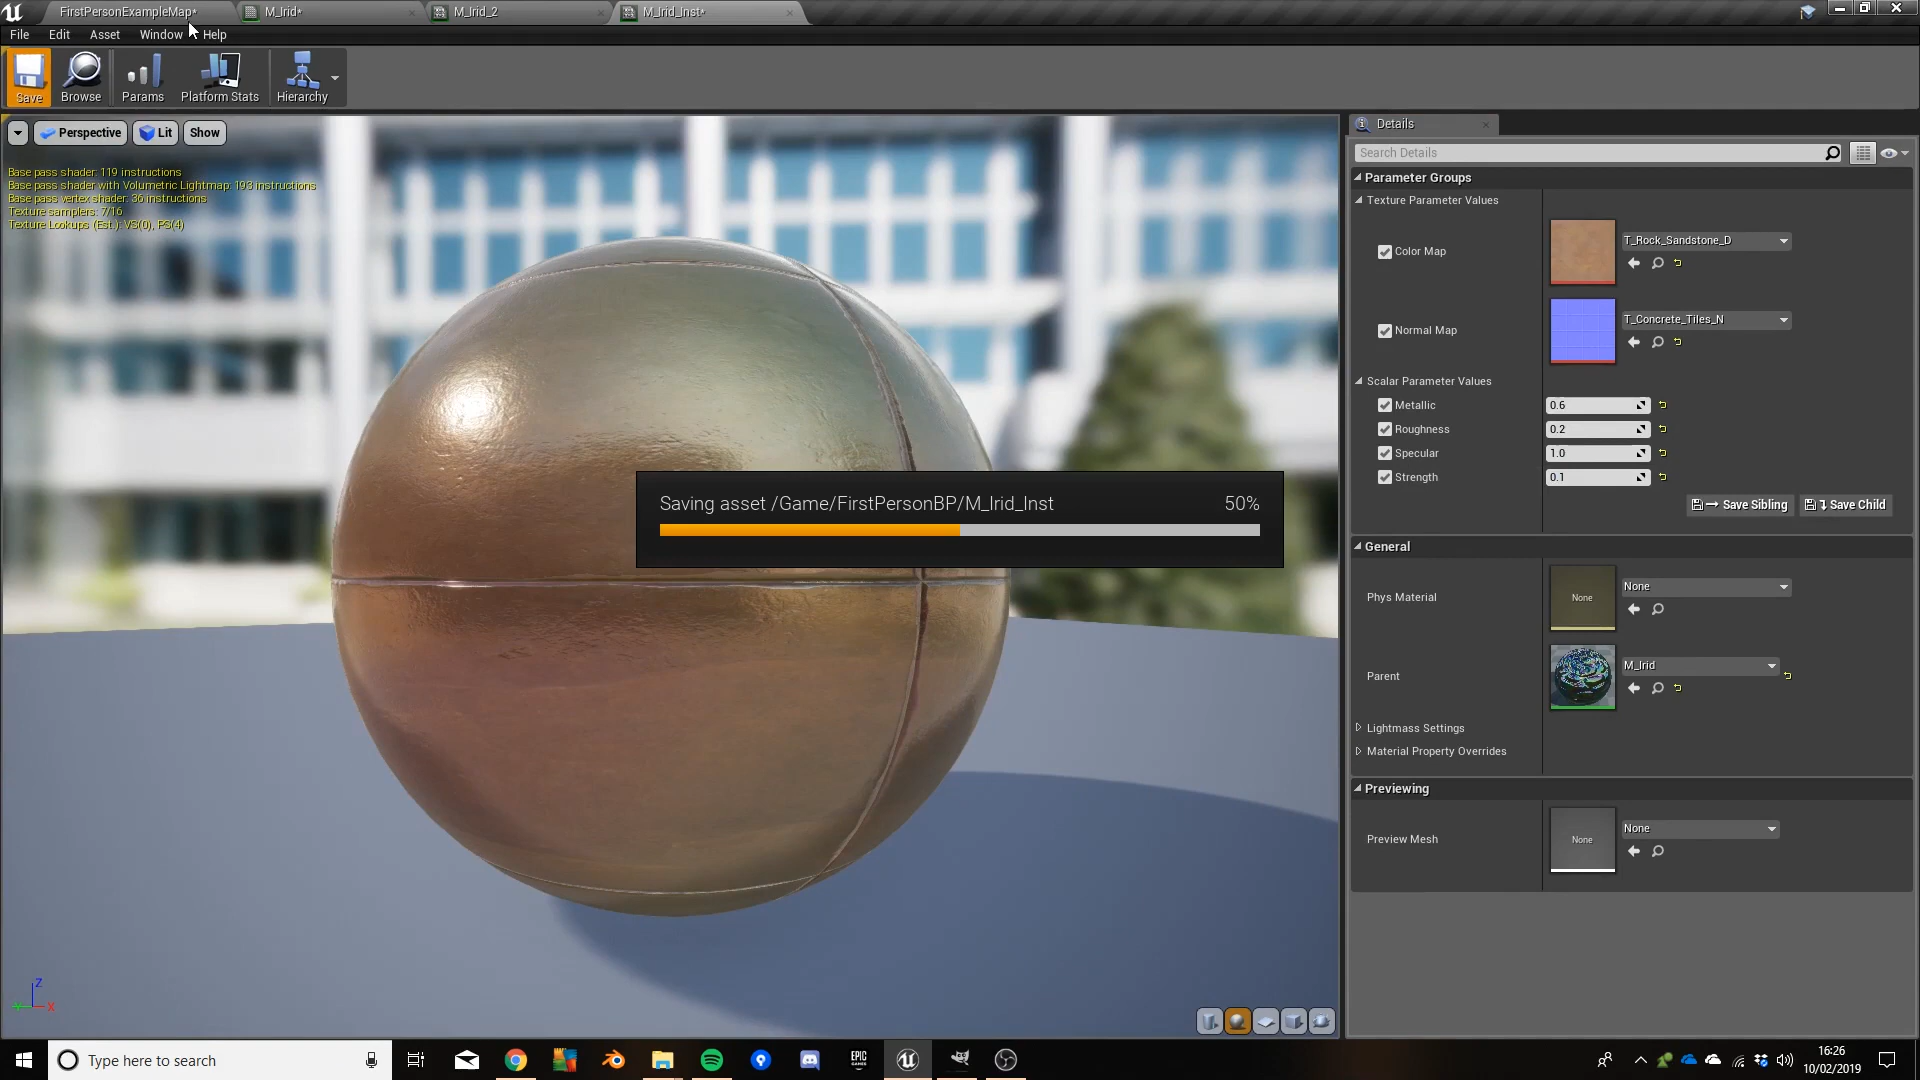 FirstPersonExampleMap*
M_Irid*
M_Irid_2
M_Irid_Inst*
File Edit Asset Window Help
Save Browse Params Platform Stats Hierarchy
Perspective Lit Show
Base pass shader: 119 instructions
Base pass shader with Volumetric Lightmap: 193 instructions
Base pass vertex shader: 36 instructions
Texture samplers: 7/16
Texture Lookups (Est.): VS(0), PS(4)
Saving asset /Game/FirstPersonBP/M_Irid_Inst 50%
Z
X
Details
Search Details
Parameter Groups
Texture Parameter Values
Color Map
T_Rock_Sandstone_D
Normal Map
T_Concrete_Tiles_N
Scalar Parameter Values
Metallic 0.6
Roughness 0.2
Specular 1.0
Strength 0.1
Save Sibling Save Child
General
Phys Material
None
None
Parent
M_Irid
Lightmass Settings
Material Property Overrides
Previewing
Preview Mesh
None
None
Type here to search
EPIC
GAMES
16:26
10/02/2019